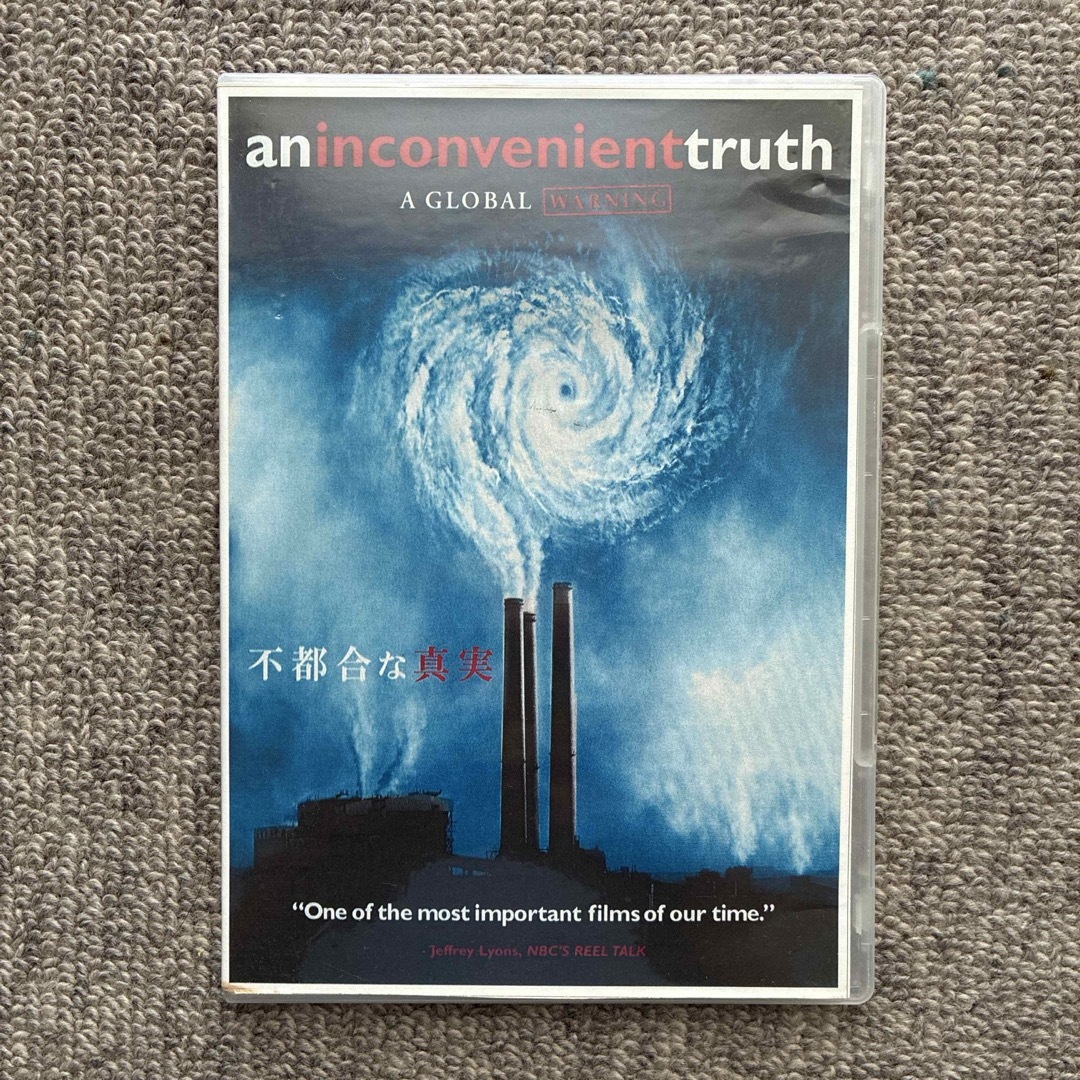 aninconvenienttruth
A GLOBAL WARNING
不都合な真実
“One of the most important films of our time.”
Jeffrey Lyons, NBC'S REEL TALK